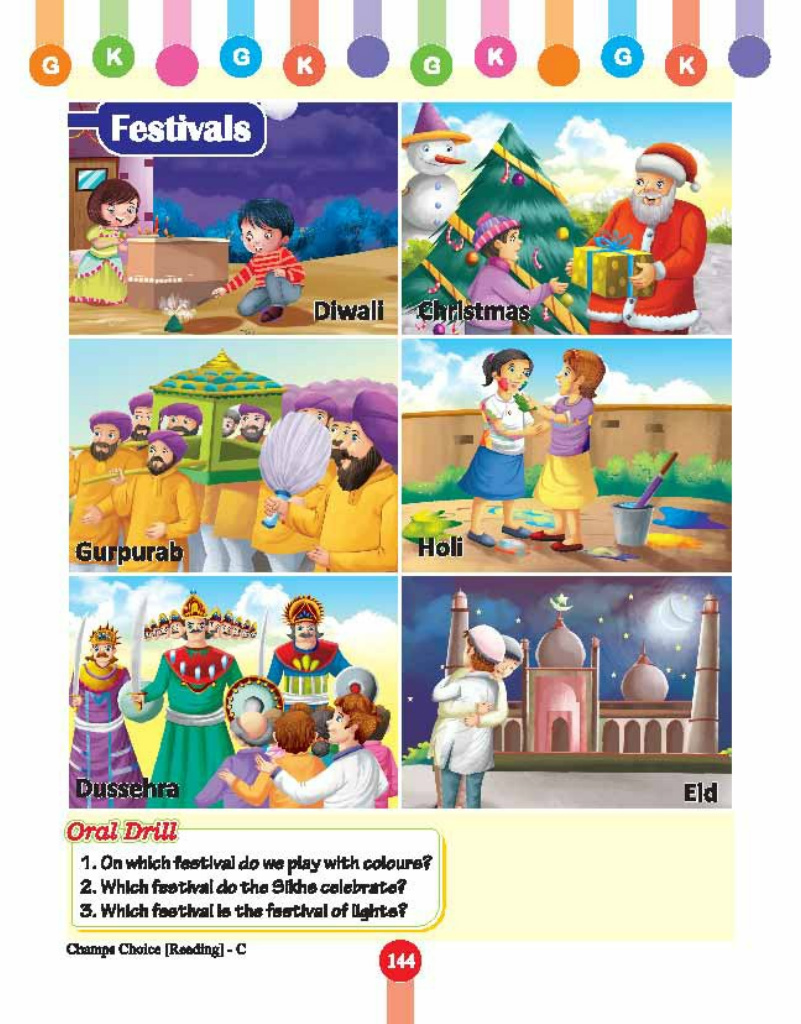 G K G K G K G K
Festivals
Diwali
Christmas
Gurpurab
Holi
Dussehra
Eid
Oral Drill
1. On which festival do we play with colours?
2. Which festival do the Sikhs celebrate?
3. Which festival is the festival of lights?
Champs Choice [Reading] - C
144